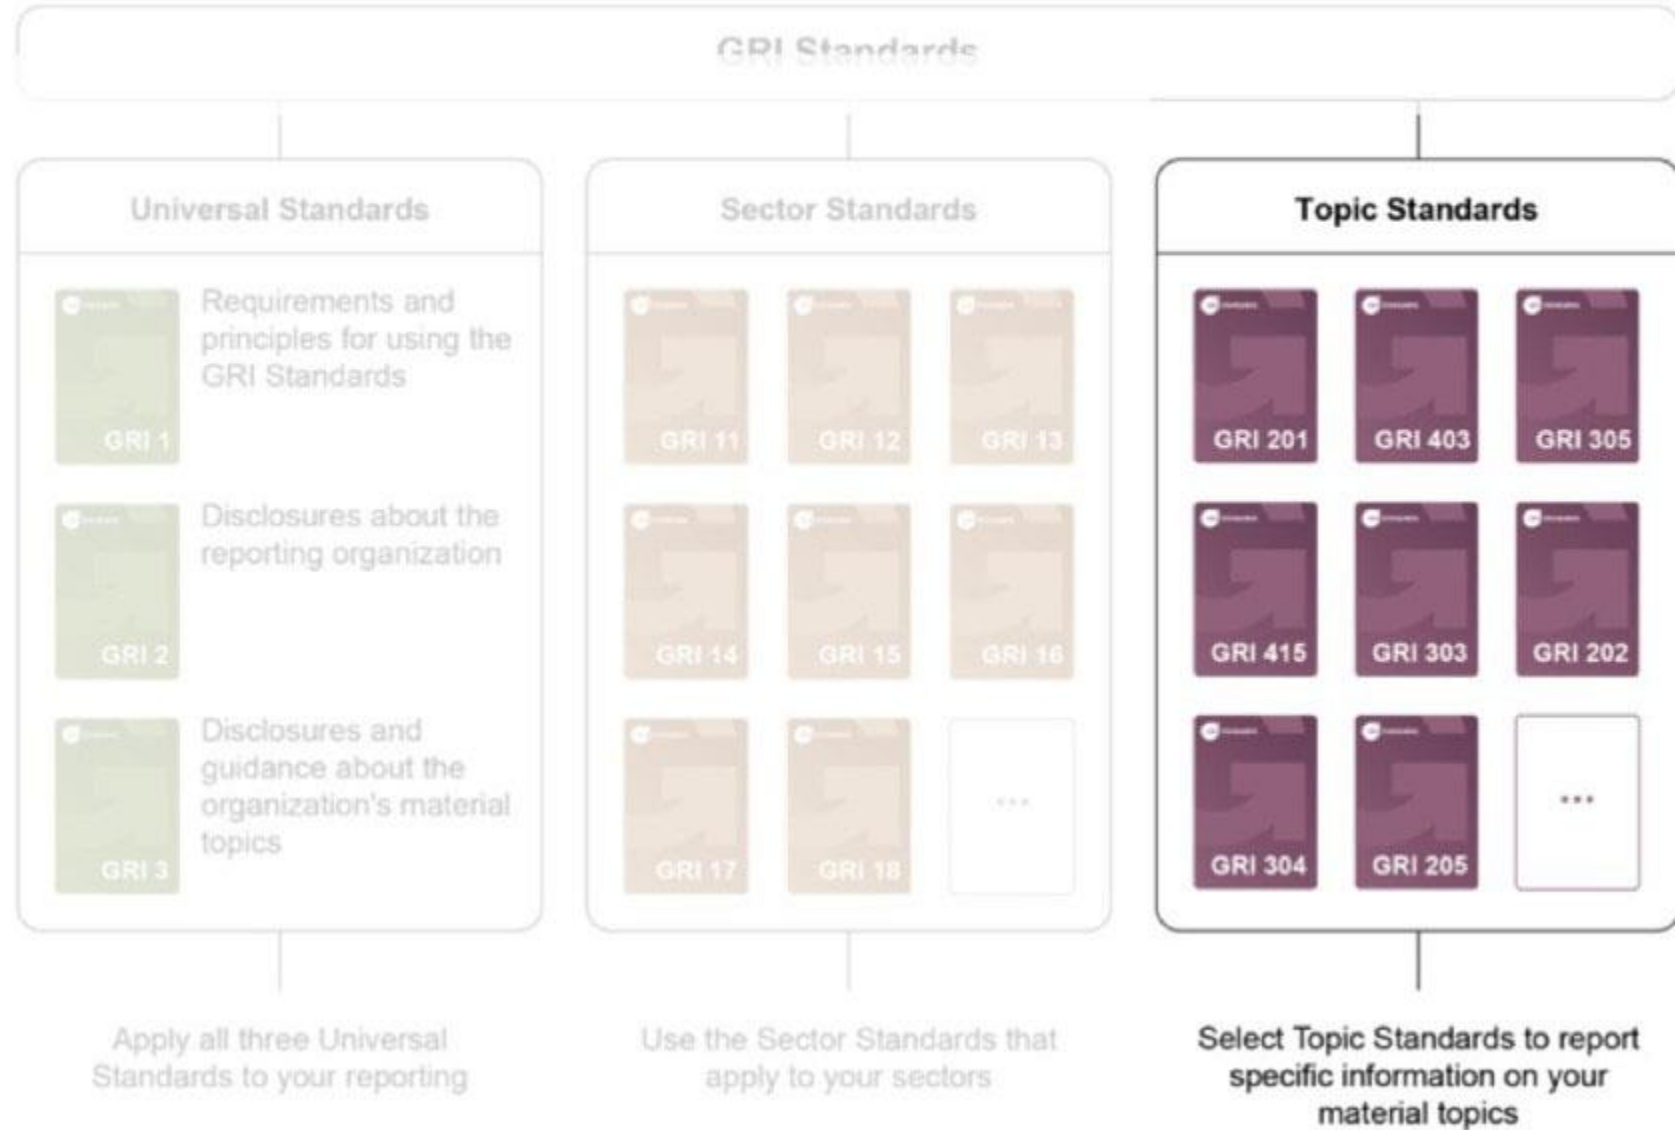 GRI Standards
Universal Standards
GRI 1
Requirements and
principles for using the
GRI Standards
GRI 2
Disclosures about the
reporting organization
GRI 3
Disclosures and
guidance about the
organization's material
topics
Apply all three Universal
Standards to your reporting
Sector Standards
GRI 11 GRI 12 GRI 13
GRI 14 GRI 15 GRI 16
GRI 17 GRI 18 ...
Use the Sector Standards that
apply to your sectors
Topic Standards
GRI 201 GRI 403 GRI 305
GRI 415 GRI 303 GRI 202
GRI 304 GRI 205 ...
Select Topic Standards to report
specific information on your
material topics